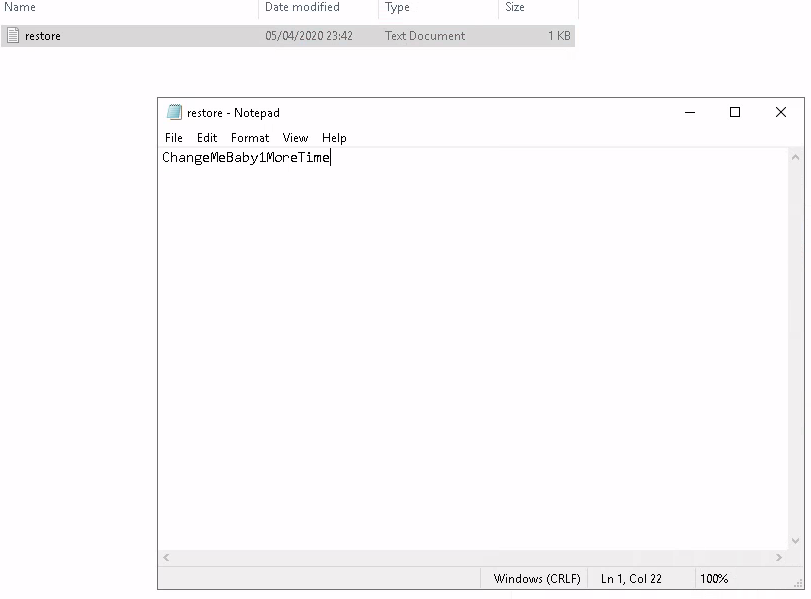 Name Date modified Type Size
restore 05/04/2020 23:42 Text Document 1 KB
restore - Notepad
File Edit Format View Help
ChangeMeBaby1MoreTime
Windows (CRLF) Ln 1, Col 22 100%